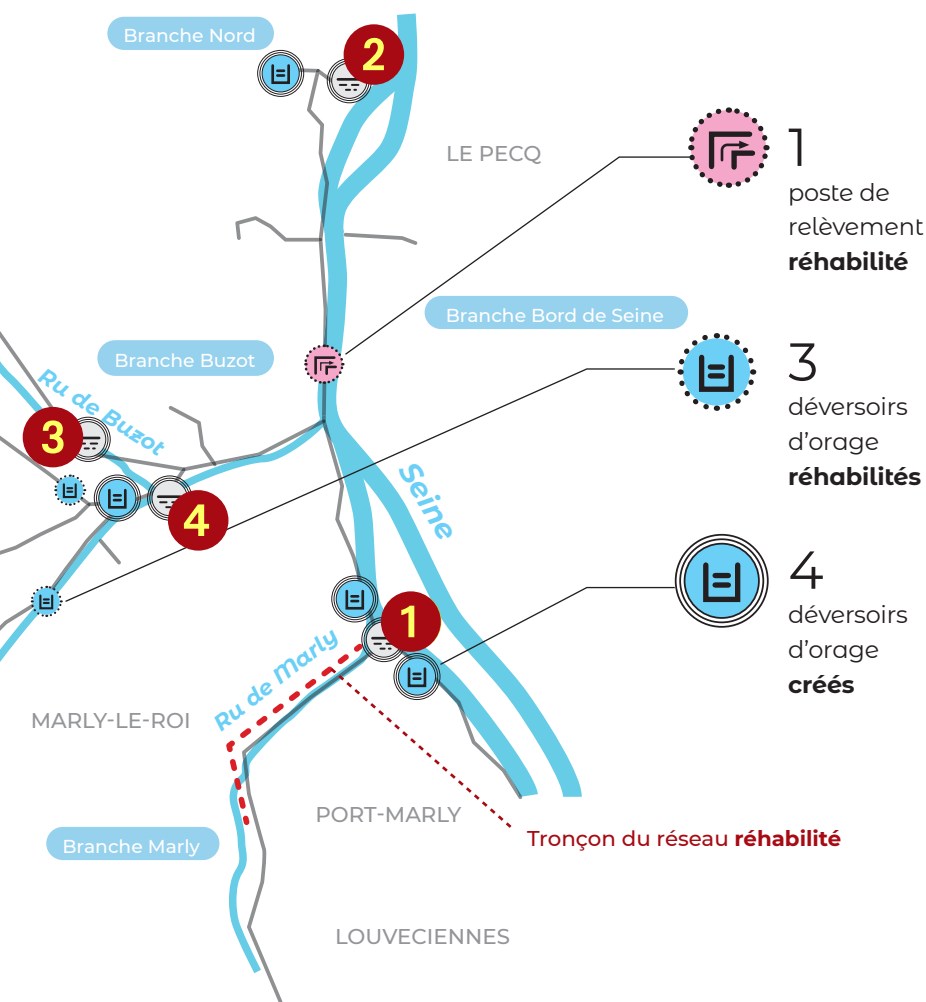 Branche Nord
2
LE PECQ
1
poste de
relèvement
réhabilité
Branche Bord de Seine
Branche Buzot
3
déversoirs
d'orage
réhabilités
Ru de Buzot
3
4
Seine
4
déversoirs
d'orage
créés
1
Ru de Marly
MARLY-LE-ROI
PORT-MARLY
Tronçon du réseau réhabilité
Branche Marly
LOUVECIENNES